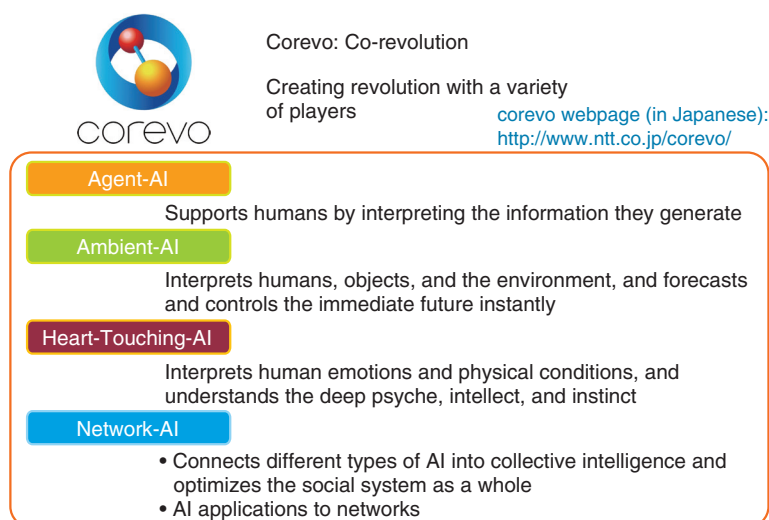 corevo
Corevo: Co-revolution
Creating revolution with a variety
of players
corevo webpage (in Japanese):
http://www.ntt.co.jp/corevo/
Agent-AI
Supports humans by interpreting the information they generate
Ambient-AI
Interprets humans, objects, and the environment, and forecasts
and controls the immediate future instantly
Heart-Touching-AI
Interprets human emotions and physical conditions, and
understands the deep psyche, intellect, and instinct
Network-AI
• Connects different types of AI into collective intelligence and
optimizes the social system as a whole
• AI applications to networks